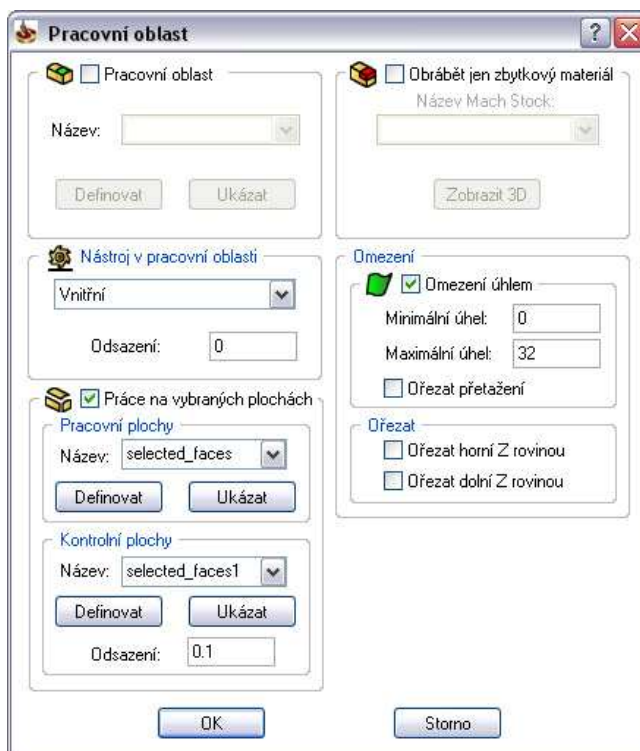 Pracovní oblast
Pracovní oblast
Název:
Definovat
Ukázat
Obrábět jen zbytkový materiál
Název Mach Stock:
Zobrazit 3D
Nástroj v pracovní oblasti
Vnitřní
Odsazení:
0
Omezení
Omezení úhlem
Minimální úhel:
0
Maximální úhel:
32
Ořezat přetažení
Práce na vybraných plochách
Pracovní plochy
Název:
selected_faces
Definovat
Ukázat
Ořezat
Ořezat horní Z rovinou
Ořezat dolní Z rovinou
Kontrolní plochy
Název:
selected_faces1
Definovat
Ukázat
Odsazení:
0.1
OK
Storno